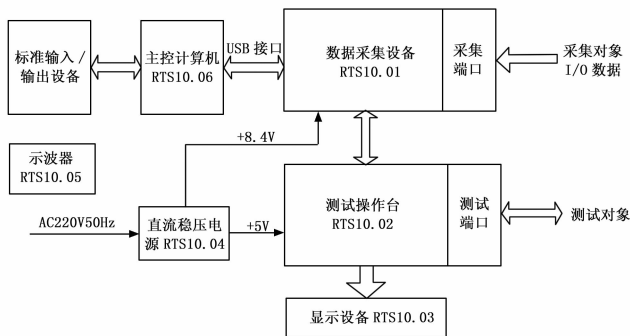 标准输入/
输出设备
主控计算机
RTS10.06
USB 接口
数据采集设备
RTS10.01
采集
端口
采集对象
I/O 数据
+8.4V
示波器
RTS10.05
AC220V50Hz
直流稳压电
源 RTS10.04
+5V
测试操作台
RTS10.02
测试
端口
测试对象
显示设备 RTS10.03